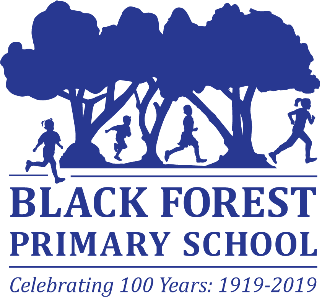 BLACK FOREST
PRIMARY SCHOOL
Celebrating 100 Years: 1919-2019